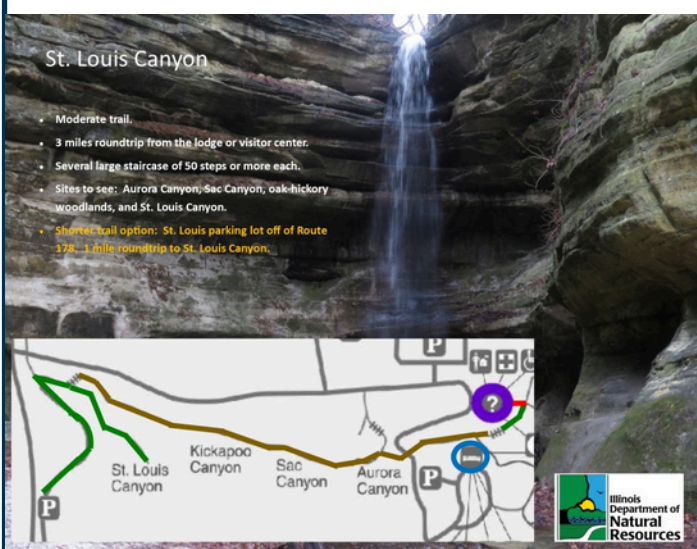 St. Louis Canyon
• Moderate trail.
• 3 miles roundtrip from the lodge or visitor center.
• Several large staircase of 50 steps or more each.
• Sites to see: Aurora Canyon, Sac Canyon, oak-hickory
woodlands, and St. Louis Canyon.
• Shorter trail option: St. Louis parking lot off of Route
178. 1 mile roundtrip to St. Louis Canyon.
P
?
St. Louis
Canyon
Kickapoo
Canyon
Sac
Canyon
Aurora
Canyon
P
P
Illinois
Department of
Natural
Resources